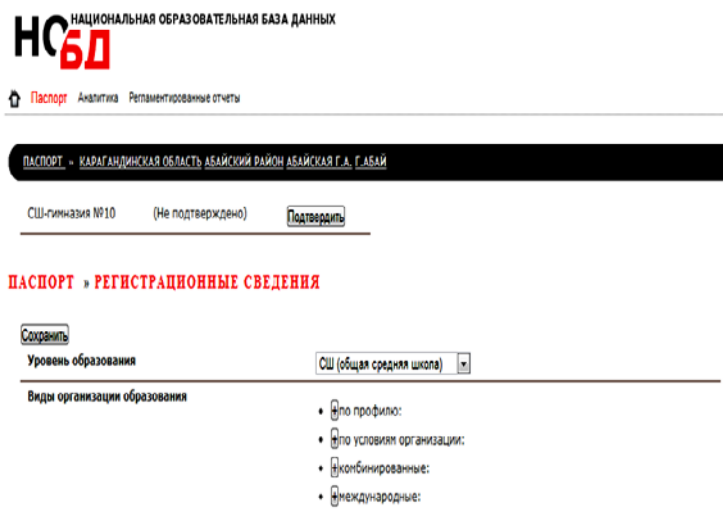 НОБД НАЦИОНАЛЬНАЯ ОБРАЗОВАТЕЛЬНАЯ БАЗА ДАННЫХ
Паспорт Аналитика Регламентированные отчеты
ПАСПОРТ » КАРАГАНДИНСКАЯ ОБЛАСТЬ АБАЙСКИЙ РАЙОН АБАЙСКАЯ Г.А. Г.АБАЙ
СШ-гимназия №10 (Не подтверждено) Подтвердить
ПАСПОРТ » РЕГИСТРАЦИОННЫЕ СВЕДЕНИЯ
Сохранить
Уровень образования СШ (общая средняя школа)
Виды организации образования
• +по профилю:
• +по условиям организации:
• +комбинированные:
• +международные: